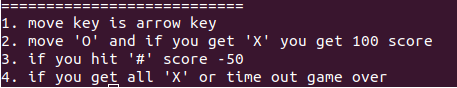 ===========================
1. move key is arrow key
2. move 'O' and if you get 'X' you get 100 score
3. if you hit '#' score -50
4. if you get all 'X' or time out game over